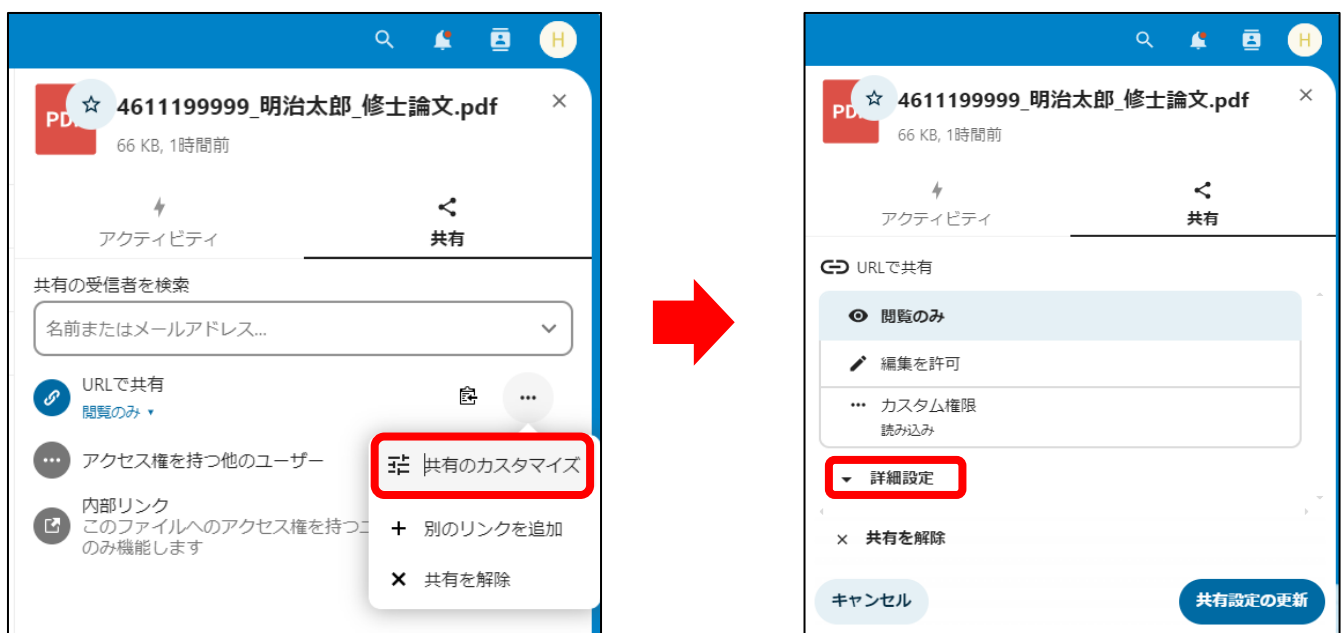 H
PD
4611199999_明治太郎_修士論文.pdf
66 KB, 1時間前
アクティビティ
共有
共有の受信者を検索
名前またはメールアドレス...
URLで共有
閲覧のみ
アクセス権を持つ他のユーザー
内部リンク
このファイルへのアクセス権を持つユ
のみ機能します
共有のカスタマイズ
別のリンクを追加
共有を解除
H
PD
4611199999_明治太郎_修士論文.pdf
66 KB, 1時間前
アクティビティ
共有
URLで共有
閲覧のみ
編集を許可
カスタム権限
読み込み
詳細設定
共有を解除
キャンセル
共有設定の更新